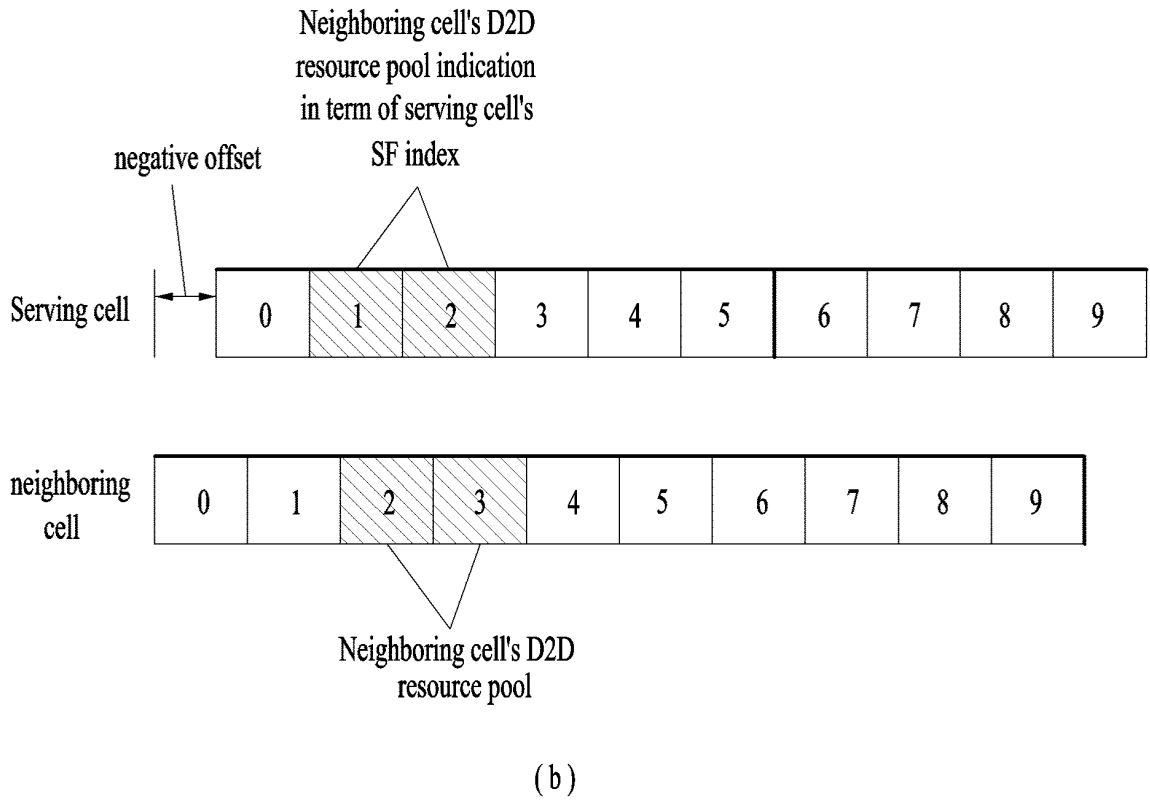 Neighboring cell's D2D
resource pool indication
in term of serving cell's
SF index
negative offset
Serving cell
0 1 2 3 4 5 6 7 8 9
neighboring
cell
0 1 2 3 4 5 6 7 8 9
Neighboring cell's D2D
resource pool
( b )